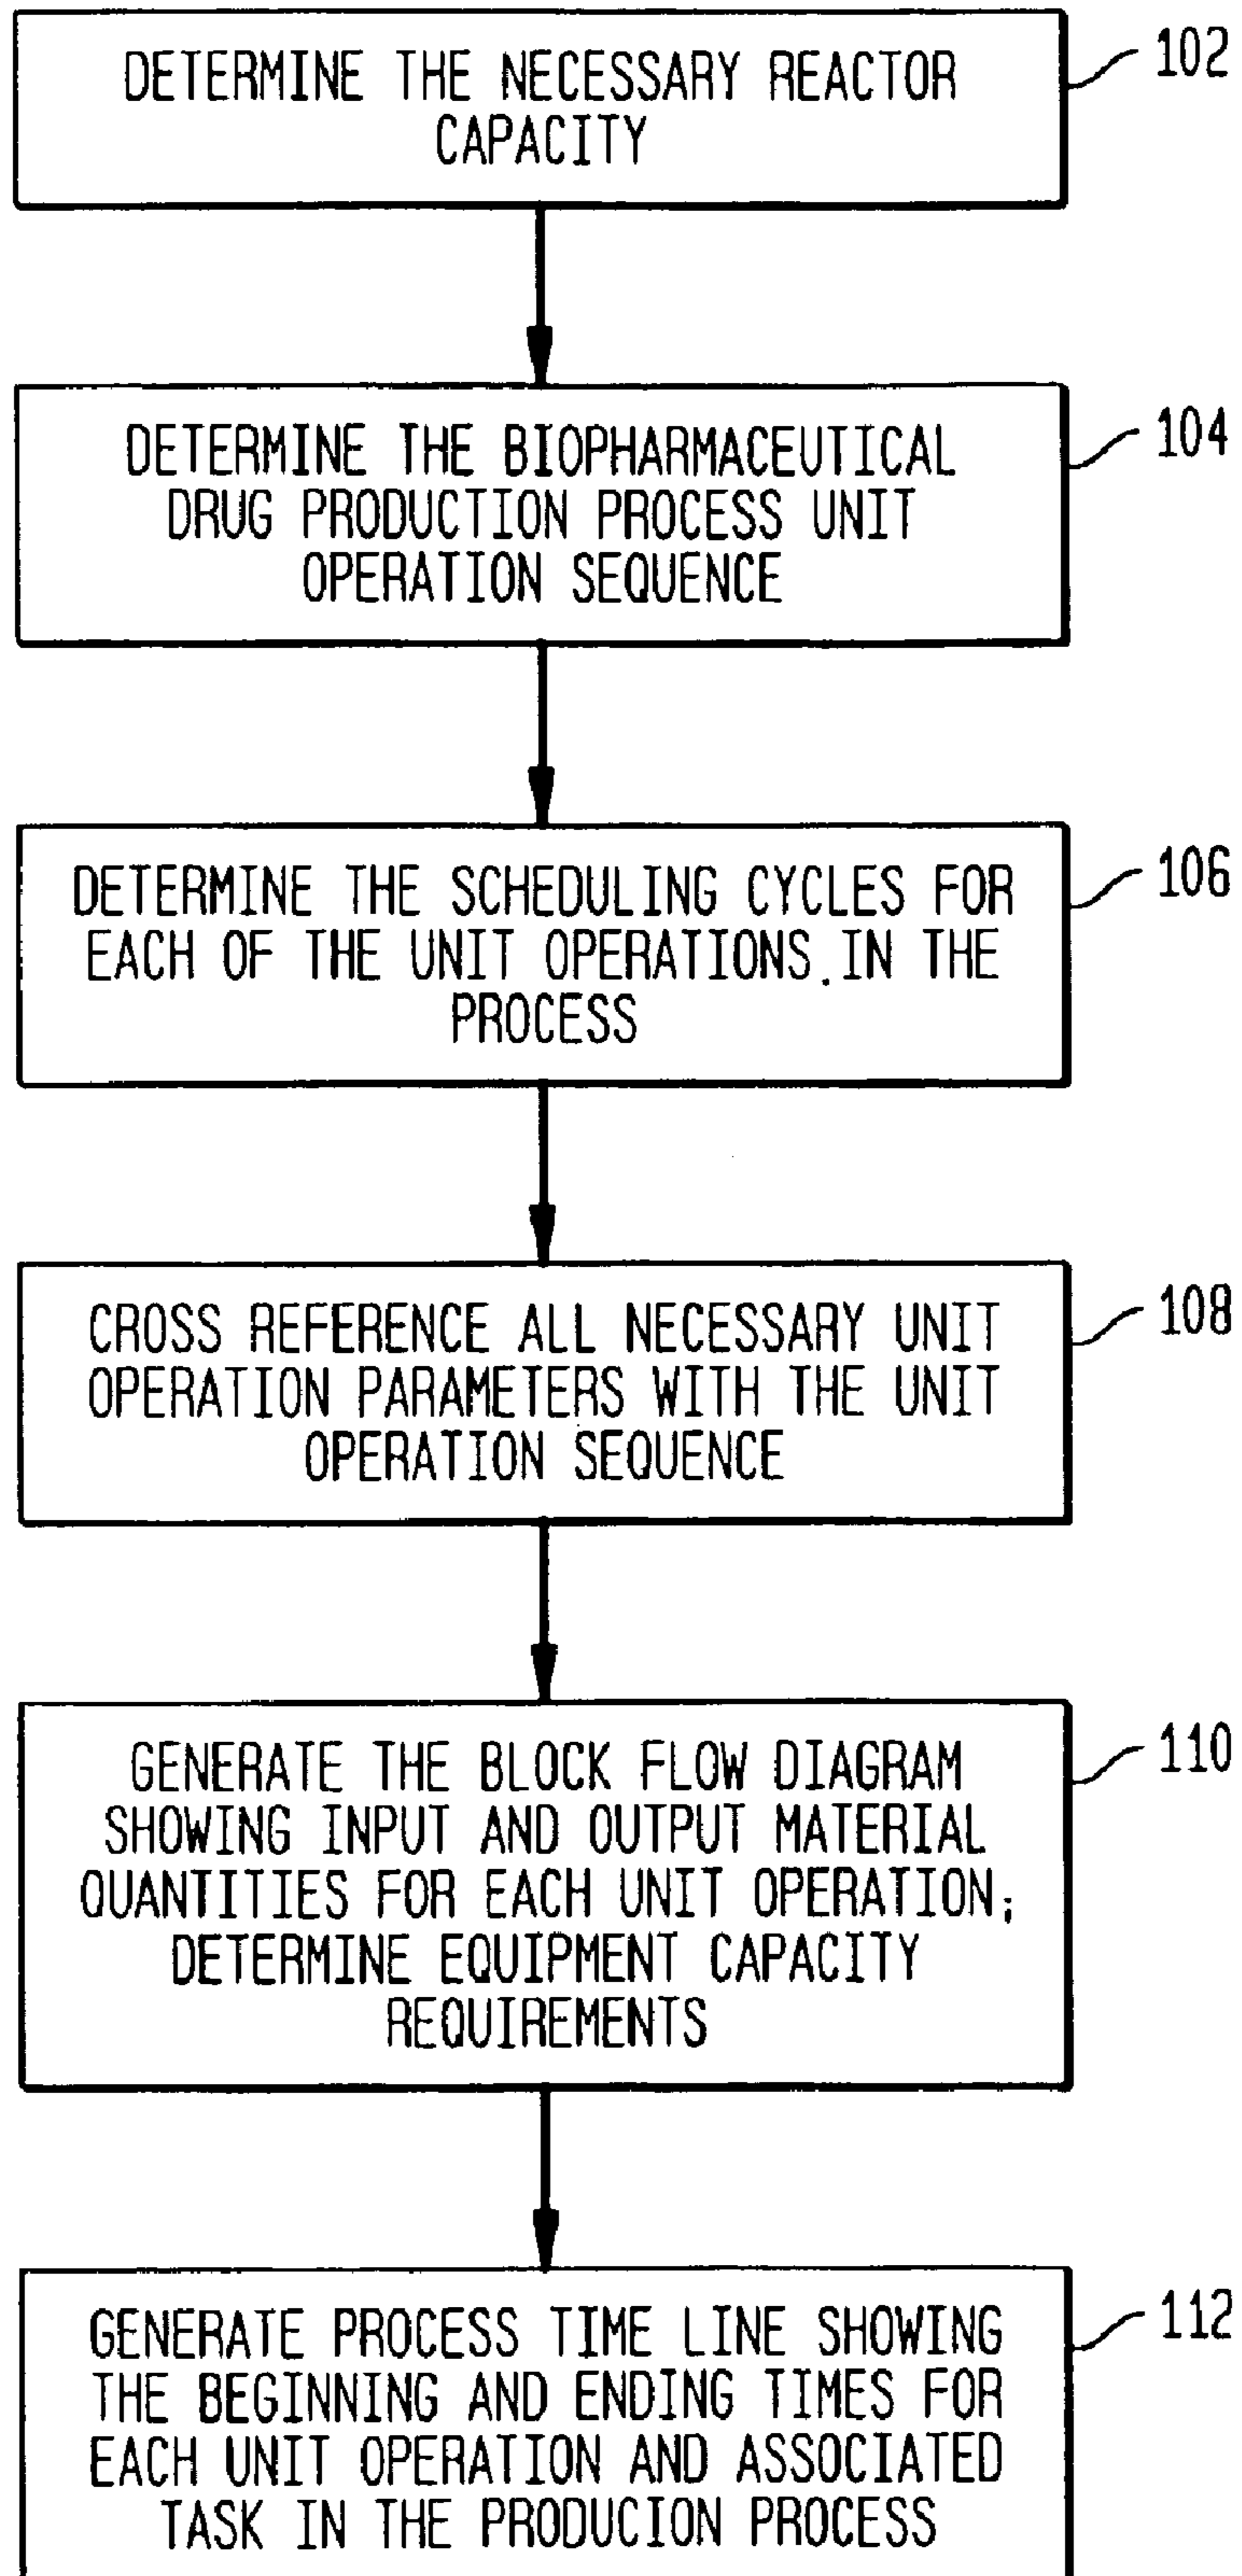 DETERMINE THE NECESSARY REACTOR
CAPACITY
102
DETERMINE THE BIOPHARMACEUTICAL
DRUG PRODUCTION PROCESS UNIT
OPERATION SEQUENCE
104
DETERMINE THE SCHEDULING CYCLES FOR
EACH OF THE UNIT OPERATIONS IN THE
PROCESS
106
CROSS REFERENCE ALL NECESSARY UNIT
OPERATION PARAMETERS WITH THE UNIT
OPERATION SEQUENCE
108
GENERATE THE BLOCK FLOW DIAGRAM
SHOWING INPUT AND OUTPUT MATERIAL
QUANTITIES FOR EACH UNIT OPERATION;
DETERMINE EQUIPMENT CAPACITY
REQUIREMENTS
110
GENERATE PROCESS TIME LINE SHOWING
THE BEGINNING AND ENDING TIMES FOR
EACH UNIT OPERATION AND ASSOCIATED
TASK IN THE PRODUCION PROCESS
112